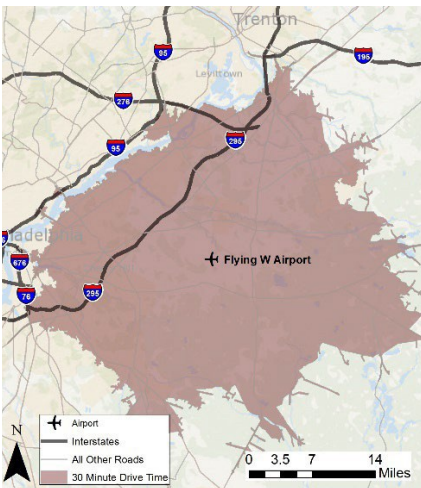 Trenton
95
195
Levittown
276
295
95
ladelphia
Flying W Airport
676
295
76
N
Airport
Interstates
All Other Roads
30 Minute Drive Time
0 3.5 7 14
Miles